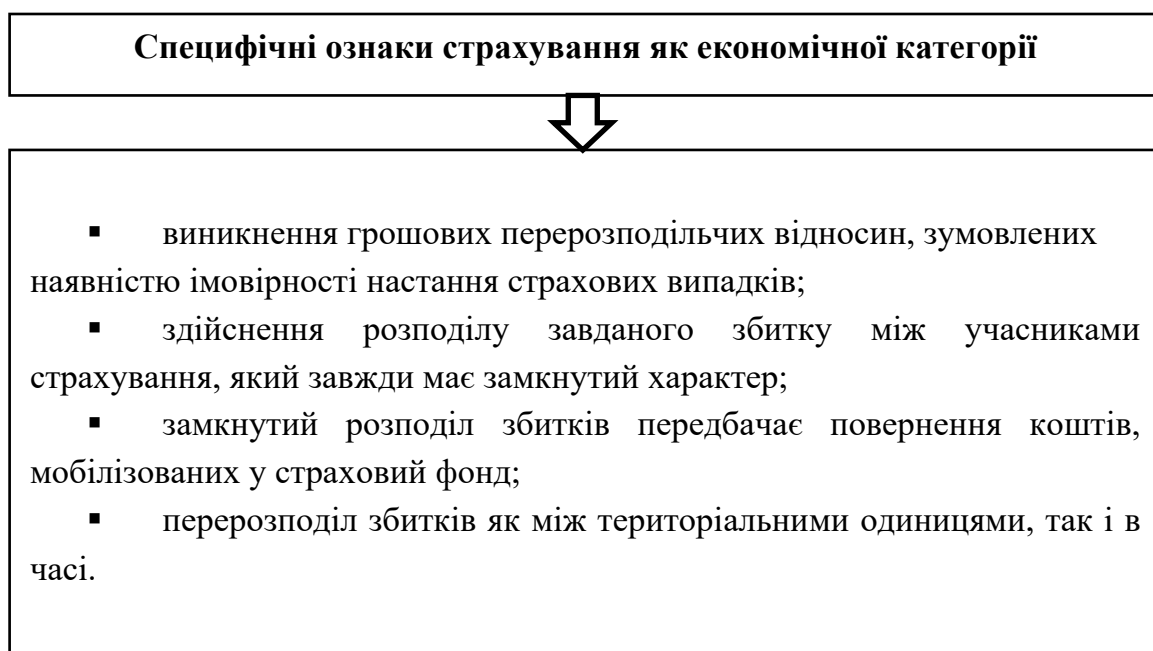 Специфічні ознаки страхування як економічної категорії
▪ виникнення грошових перерозподільчих відносин, зумовлених
наявністю імовірності настання страхових випадків;
▪ здійснення розподілу завданого збитку між учасниками
страхування, який завжди має замкнутий характер;
▪ замкнутий розподіл збитків передбачає повернення коштів,
мобілізованих у страховий фонд;
▪ перерозподіл збитків як між територіальними одиницями, так і в
часі.